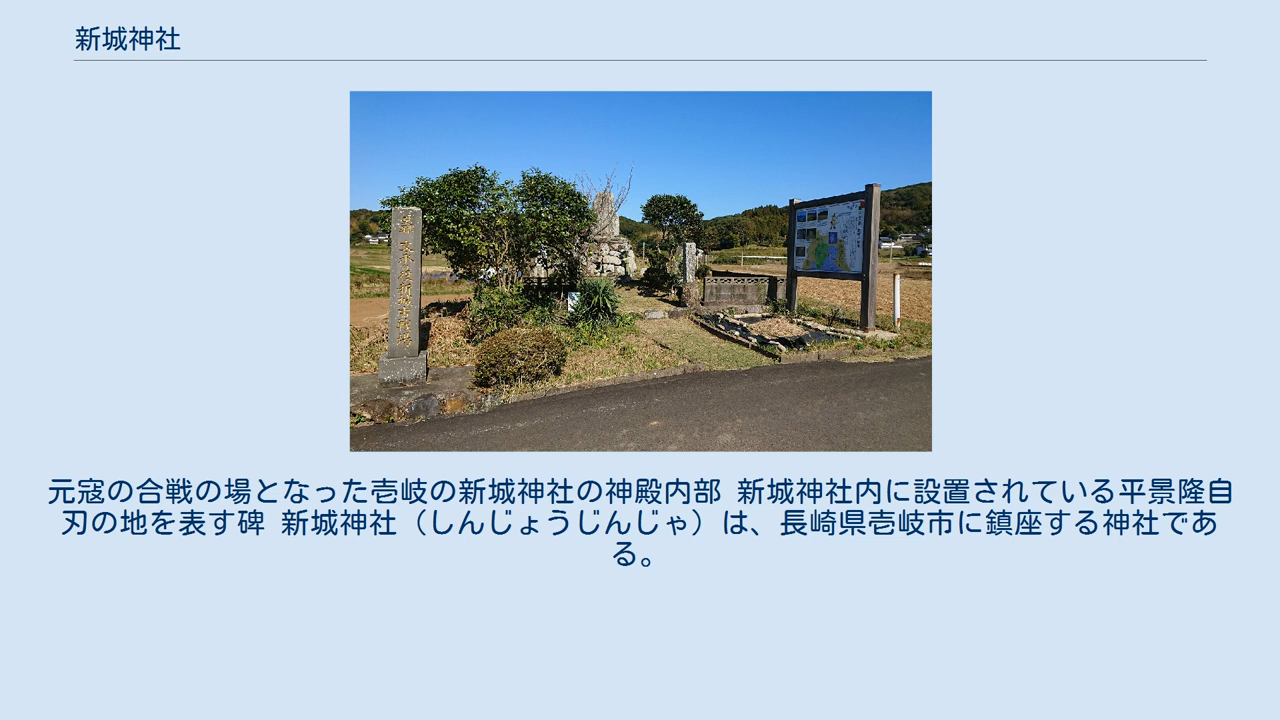 新城神社
元寇の合戦の場となった壱岐の新城神社の神殿内部 新城神社内に設置されている平景隆自
刃の地を表す碑 新城神社（しんじょうじんじゃ）は、長崎県壱岐市に鎮座する神社であ
る。